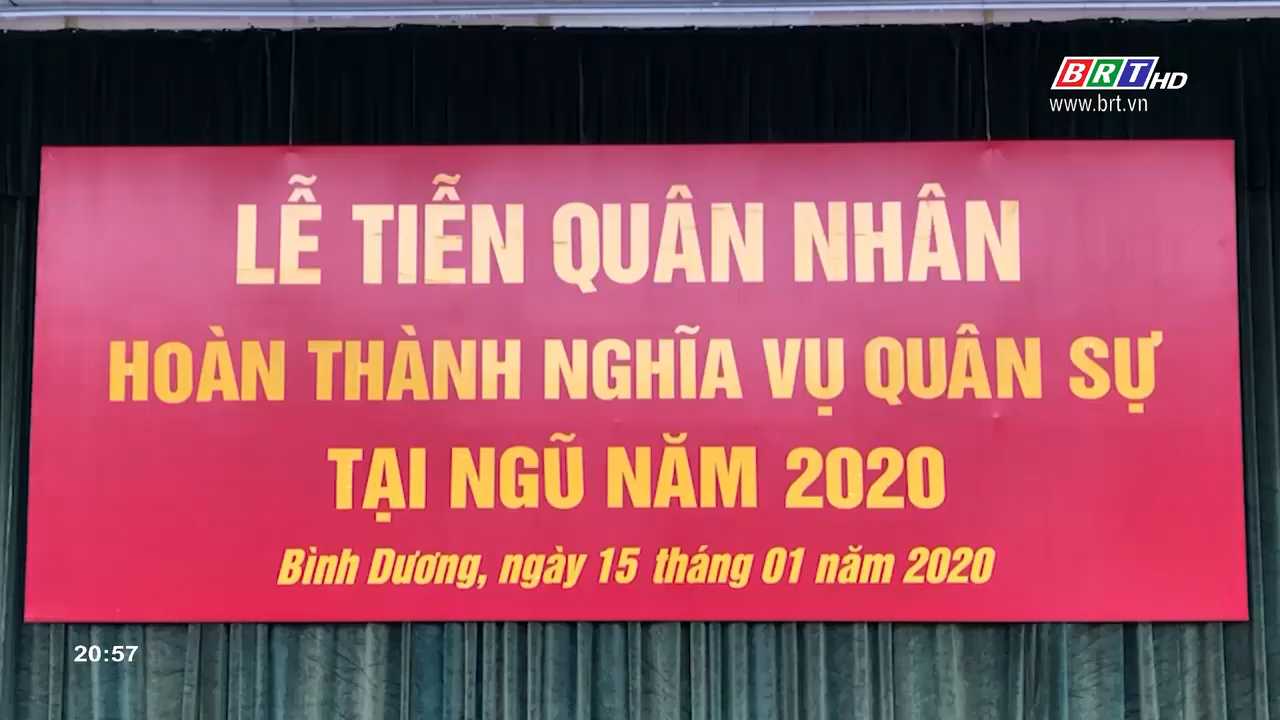 BRT HD
www.brt.vn
LỄ TIỄN QUÂN NHÂN
HOÀN THÀNH NGHĨA VỤ QUÂN SỰ
TẠI NGŨ NĂM 2020
Bình Dương, ngày 15 tháng 01 năm 2020
20:57